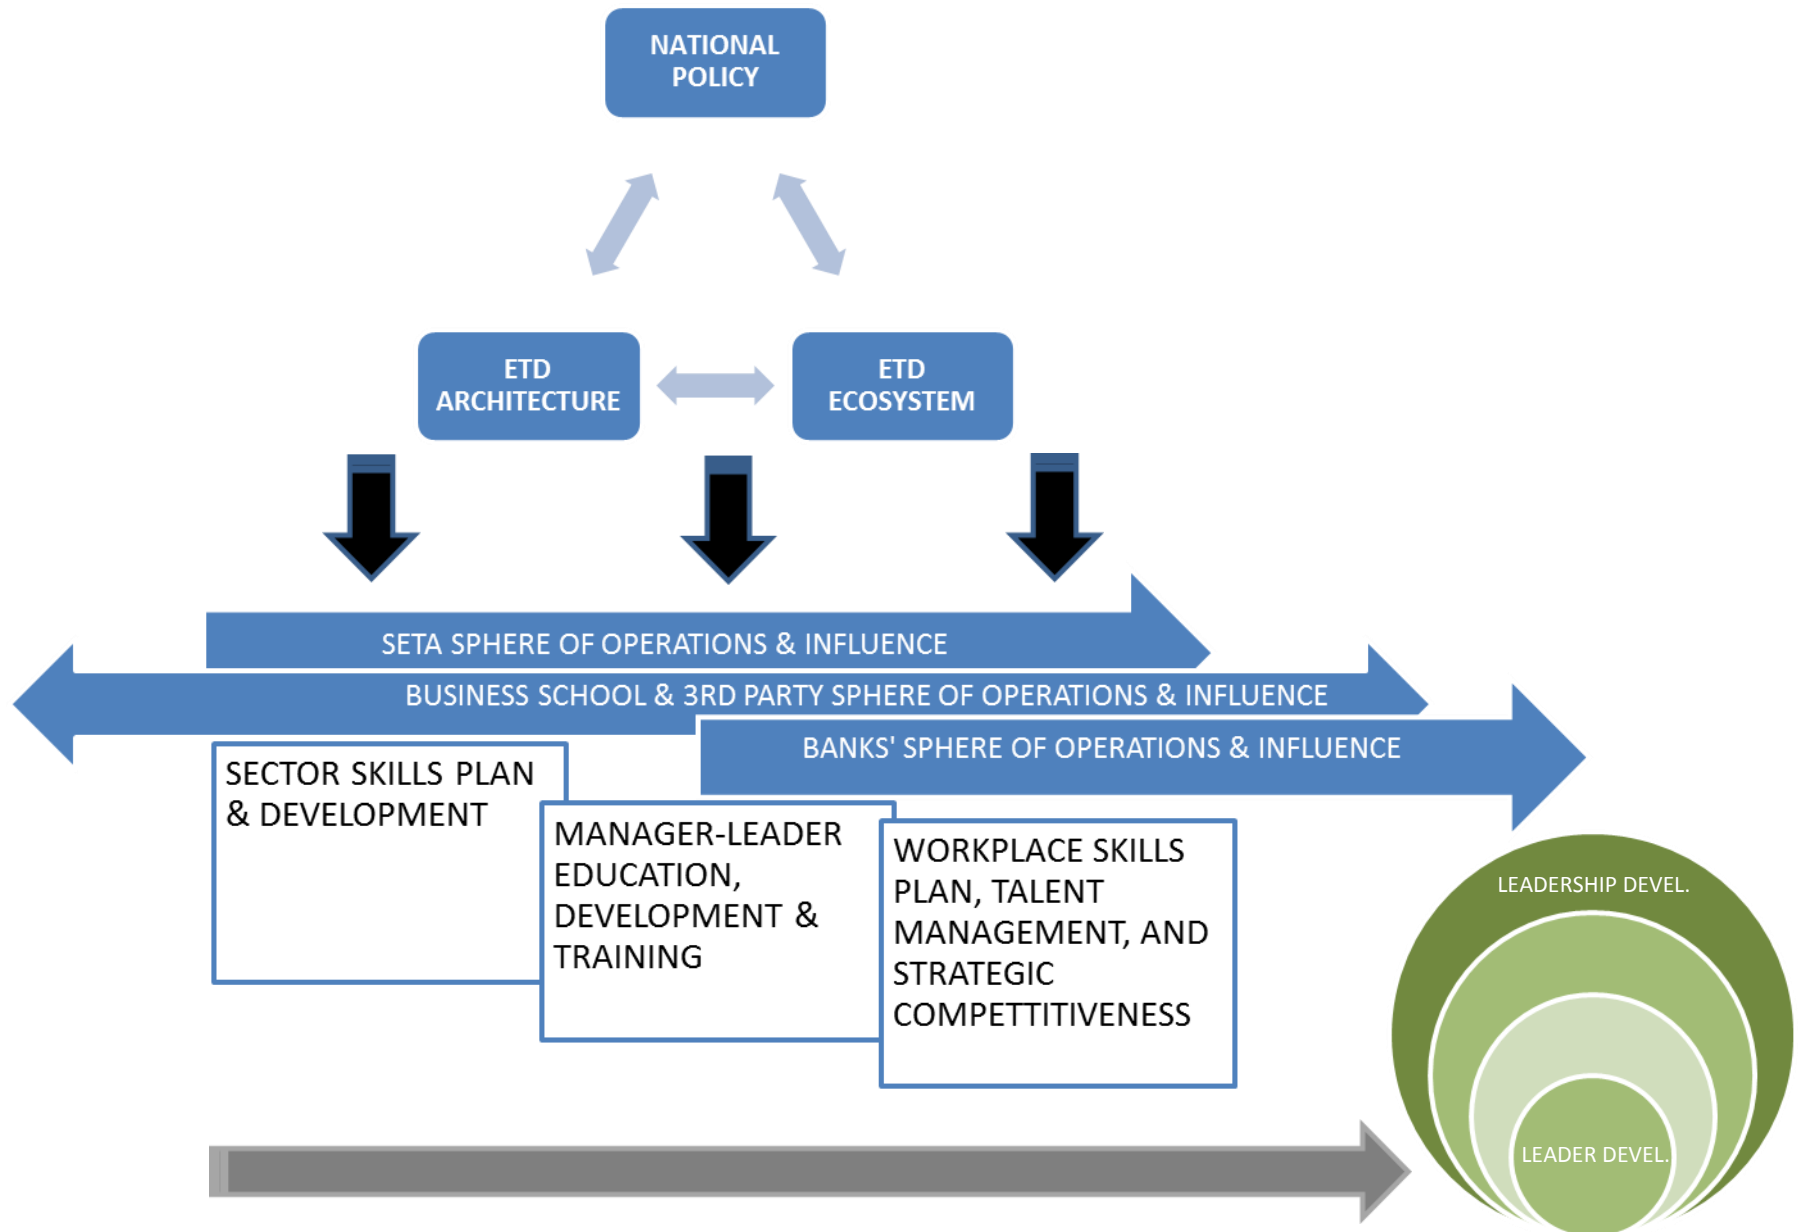 NATIONAL
POLICY
ETD
ARCHITECTURE
ETD
ECOSYSTEM
SETA SPHERE OF OPERATIONS & INFLUENCE
BUSINESS SCHOOL & 3RD PARTY SPHERE OF OPERATIONS & INFLUENCE
BANKS' SPHERE OF OPERATIONS & INFLUENCE
SECTOR SKILLS PLAN
& DEVELOPMENT
MANAGER-LEADER
EDUCATION,
DEVELOPMENT &
TRAINING
WORKPLACE SKILLS
PLAN, TALENT
MANAGEMENT, AND
STRATEGIC
COMPETTITIVENESS
LEADERSHIP DEVEL.
LEADER DEVEL.